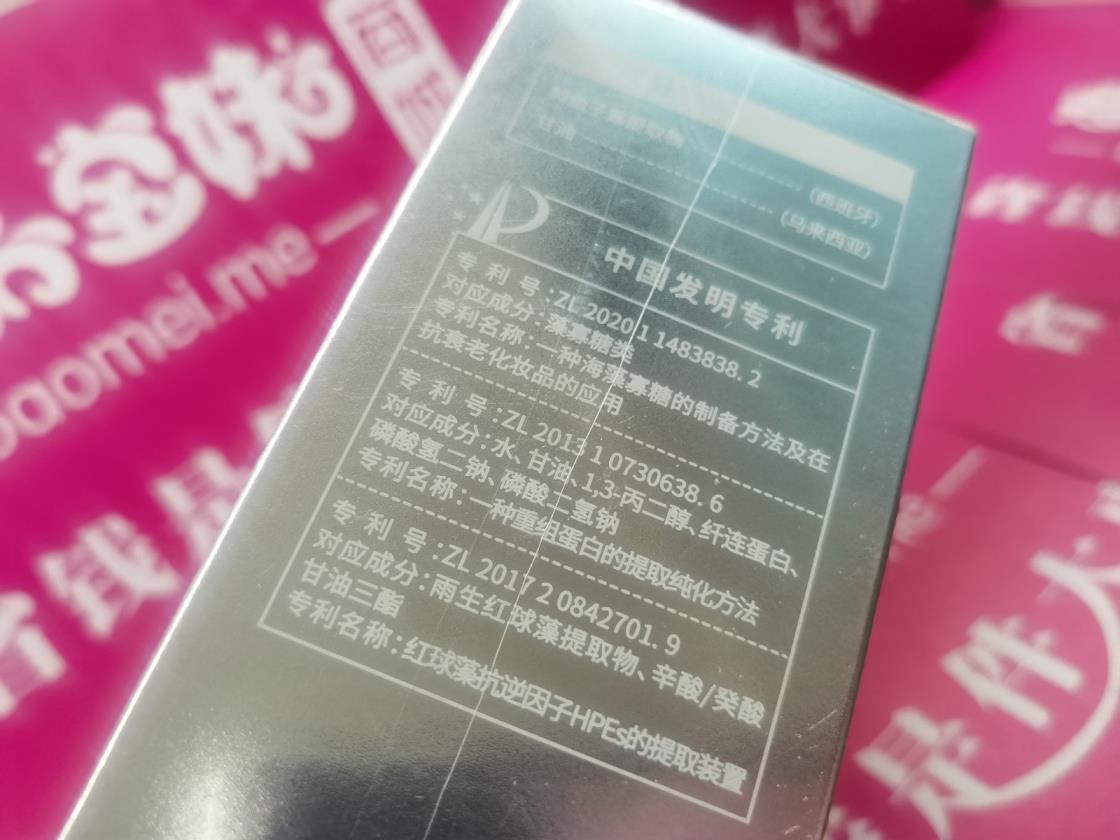 甘油
(西班牙)
(马来西亚)
中国发明专利
专利号:ZL 2020 1 1483838.2
对应成分:藻寡糖类
专利名称:一种海藻寡糖的制备方法及在
抗衰老化妆品的应用
专利号:ZL 2013 1 0730638.6
对应成分:水、甘油、1,3-丙二醇、纤连蛋白、
磷酸氢二钠、磷酸二氢钠
专利名称:一种重组蛋白的提取纯化方法
专利号:ZL 2017 2 0842701.9
对应成分:雨生红球藻提取物、辛酸/癸酸
甘油三酯
专利名称:红球藻抗逆因子HPEs的提取装置
baomei.me
省钱是
是件大